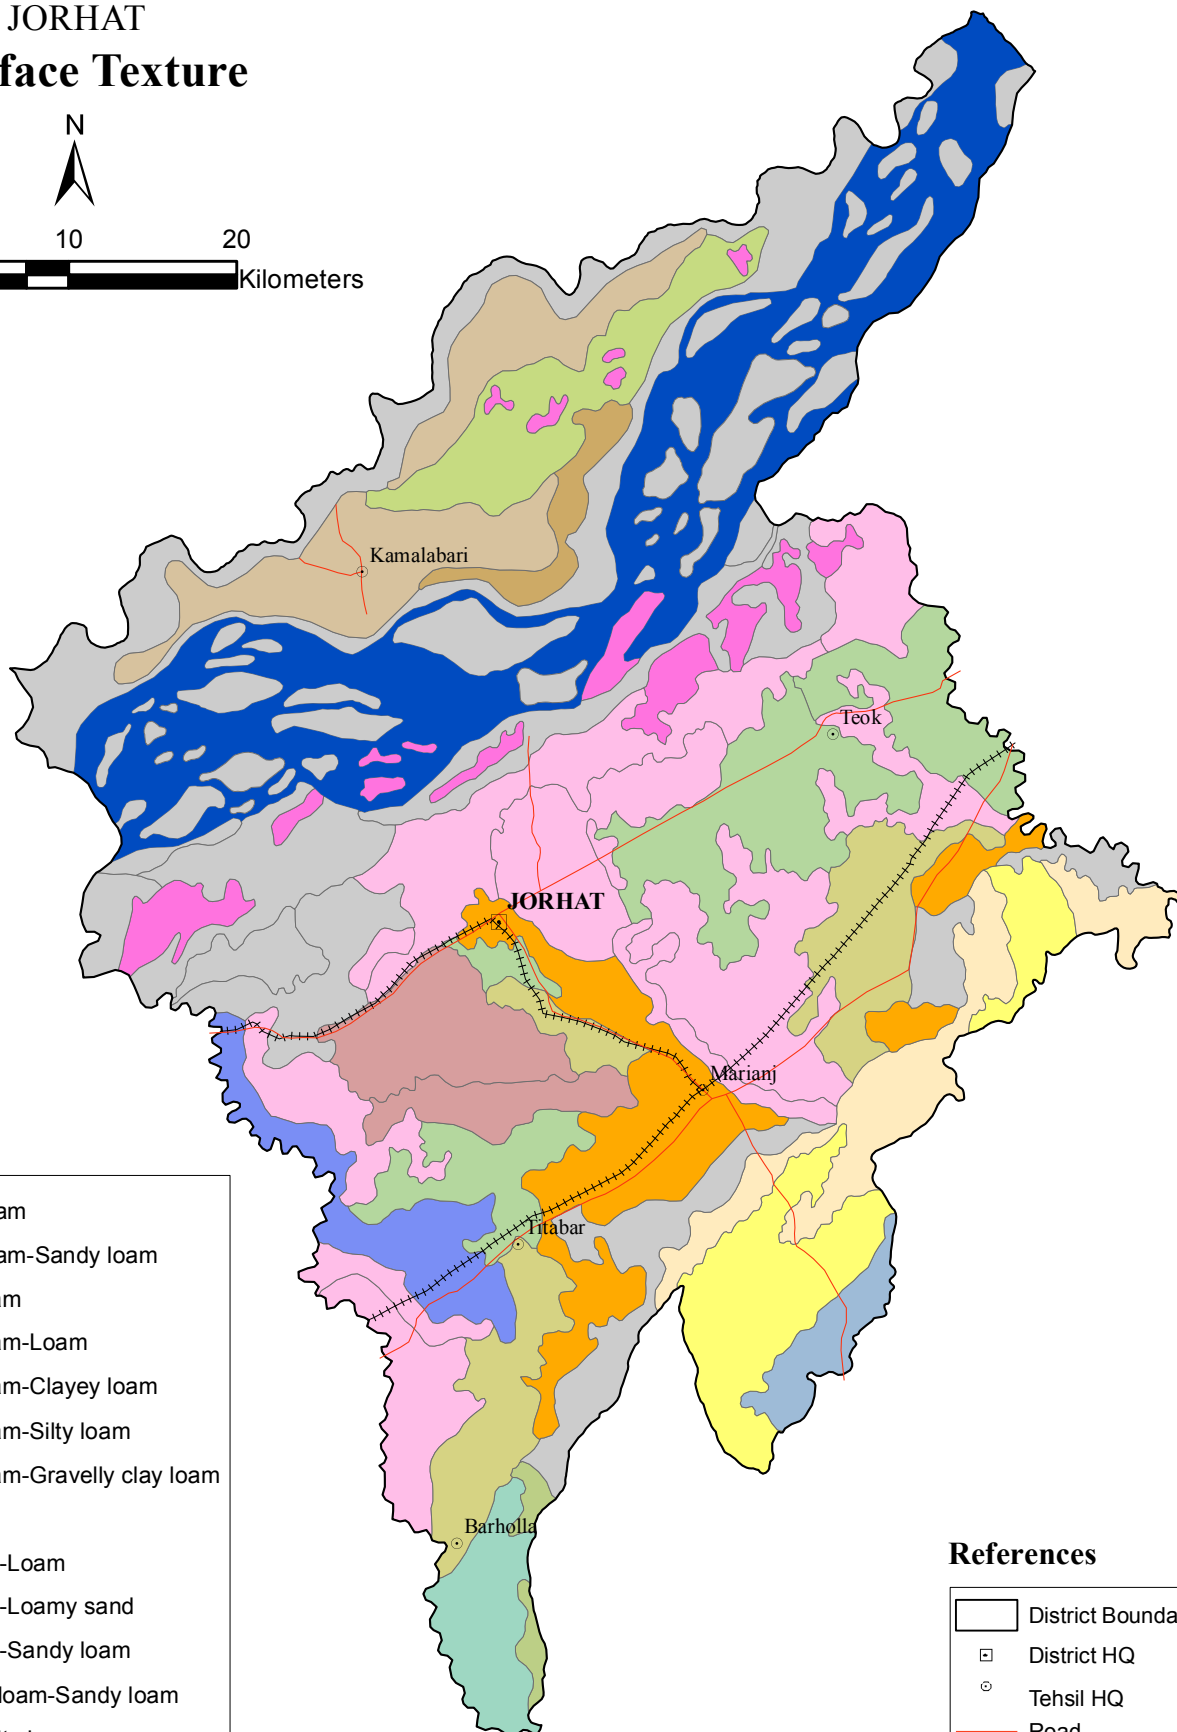 JORHAT
face Texture
N
10 20
Kilometers
Kamalabari
Teok
JORHAT
Marianj
Titabar
Barholla
am
am-Sandy loam
am
am-Loam
am-Clayey loam
am-Silty loam
am-Gravelly clay loam
-Loam
-Loamy sand
-Sandy loam
loam-Sandy loam
References
District Bounda
District HQ
Tehsil HQ
Road